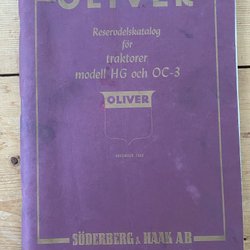 OLIVER
Reservdelskatalog
för
traktorer
modell HG och OC-3
OLIVER
SÖDERBERG & HAAK AB